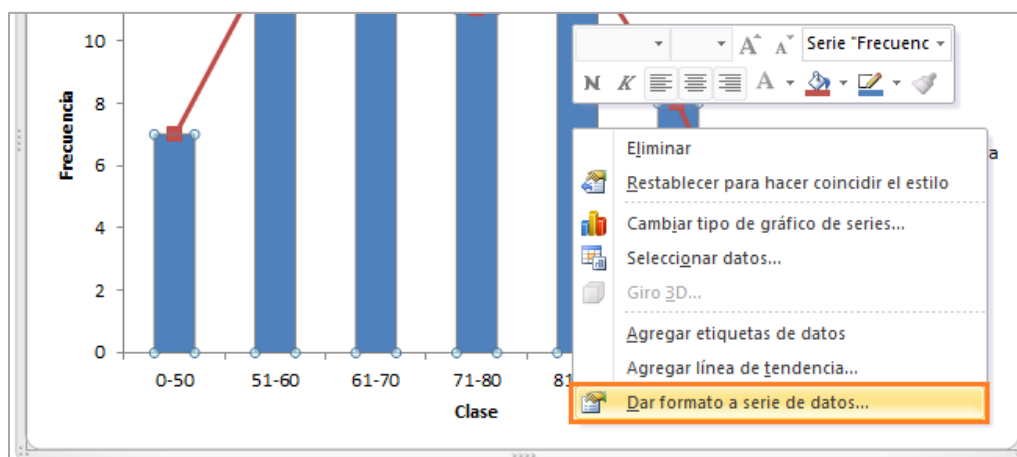 10
8
6
4
2
0
Frecuencia
0-50 51-60 61-70 71-80 81
Clase
A A Serie "Frecuenc
N K A
Eliminar
Restablecer para hacer coincidir el estilo
Cambiar tipo de gráfico de series...
Seleccionar datos...
Giro 3D...
Agregar etiquetas de datos
Agregar línea de tendencia...
Dar formato a serie de datos...
a